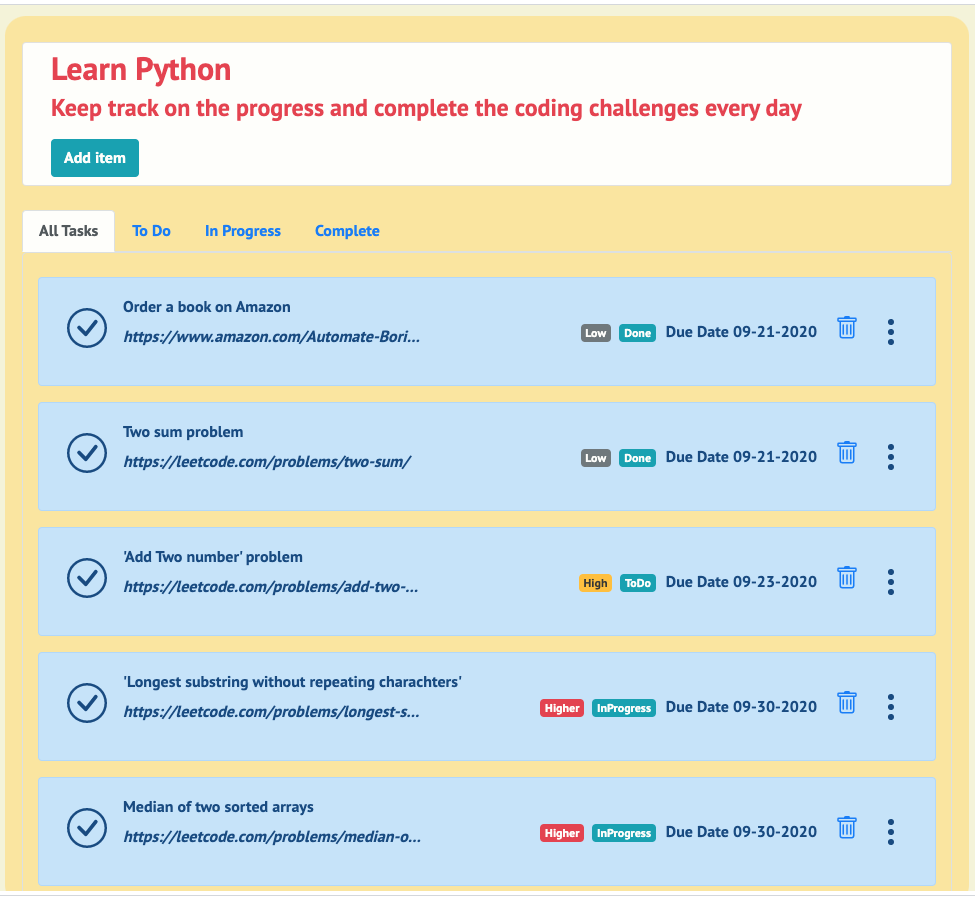 Learn Python
Keep track on the progress and complete the coding challenges every day
Add item
All Tasks To Do In Progress Complete
Order a book on Amazon
https://www.amazon.com/Automate-Bori...
Low Done Due Date 09-21-2020
Two sum problem
https://leetcode.com/problems/two-sum/
Low Done Due Date 09-21-2020
'Add Two number' problem
https://leetcode.com/problems/add-two-...
High ToDo Due Date 09-23-2020
'Longest substring without repeating charachters'
https://leetcode.com/problems/longest-s...
Higher InProgress Due Date 09-30-2020
Median of two sorted arrays
https://leetcode.com/problems/median-o...
Higher InProgress Due Date 09-30-2020